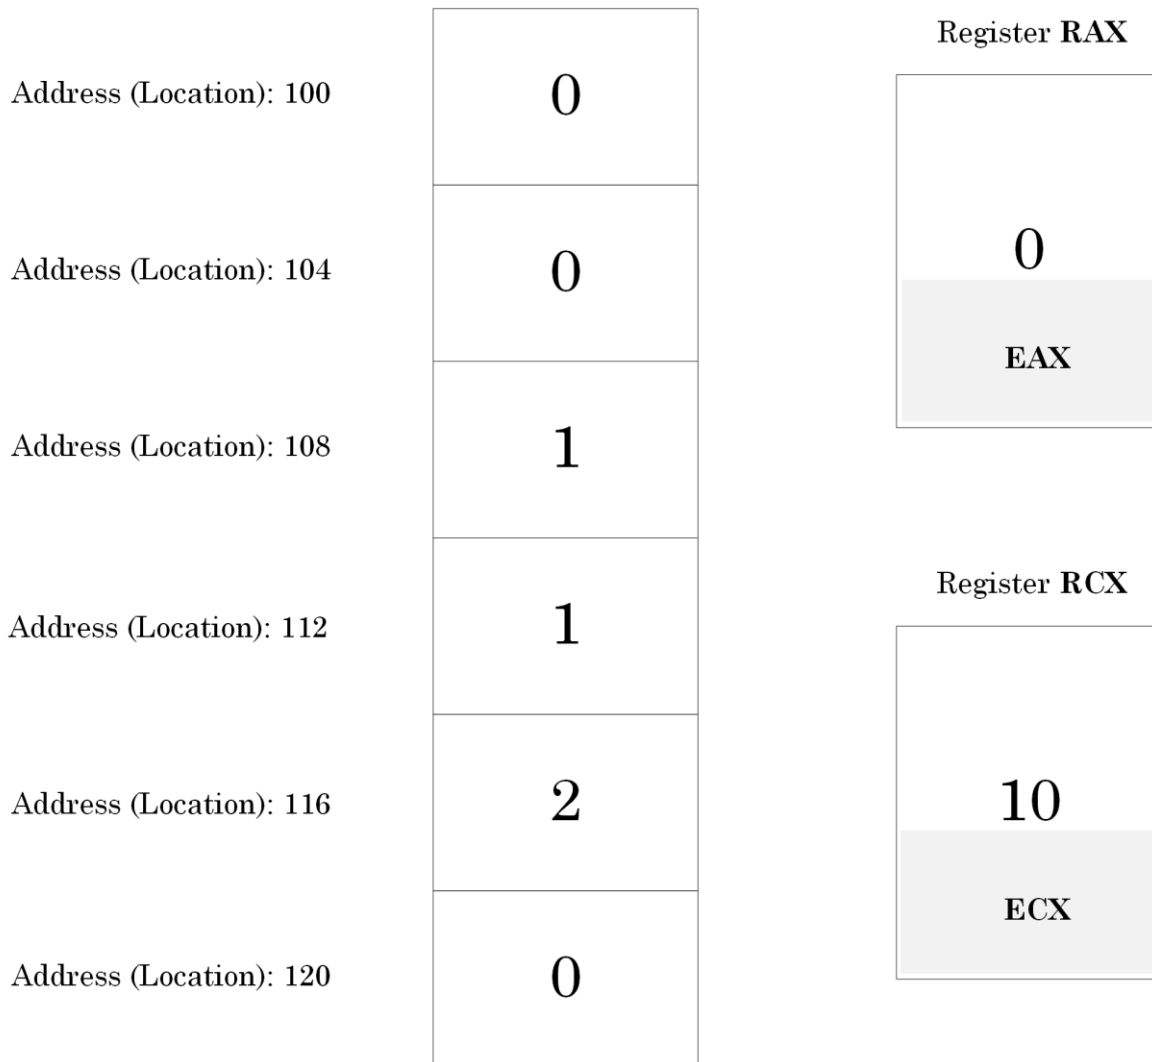 Address (Location): 100
0
Address (Location): 104
0
Address (Location): 108
1
Address (Location): 112
1
Address (Location): 116
2
Address (Location): 120
0
Register RAX
0
EAX
Register RCX
10
ECX